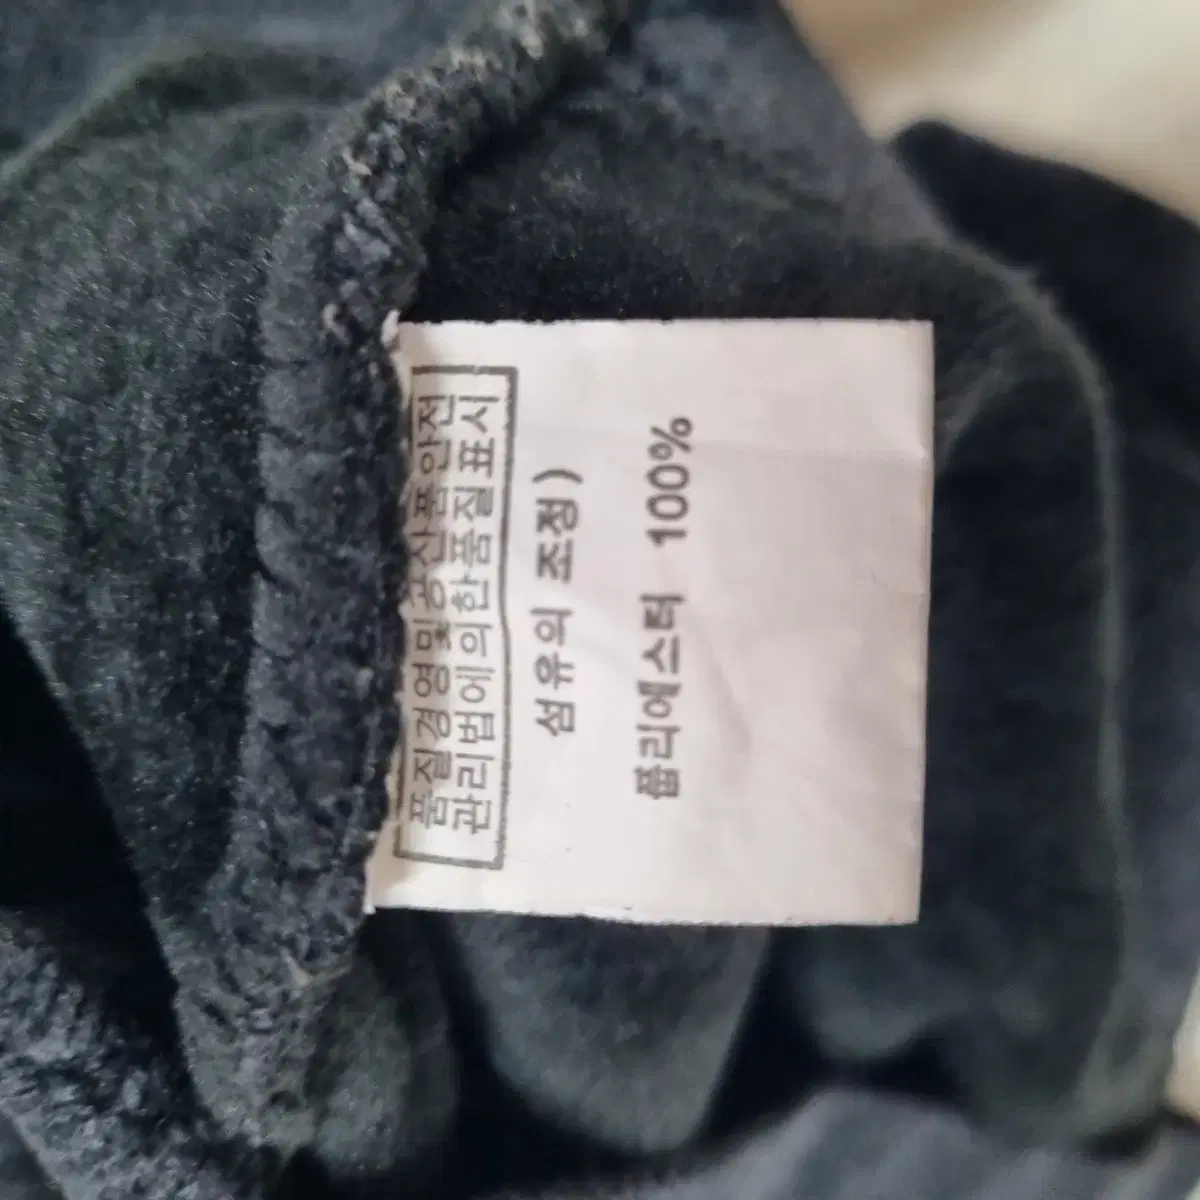 품질경영및공산품안전
관리법에의한품질표시
섬유의 조정)
폴리에스터 100%